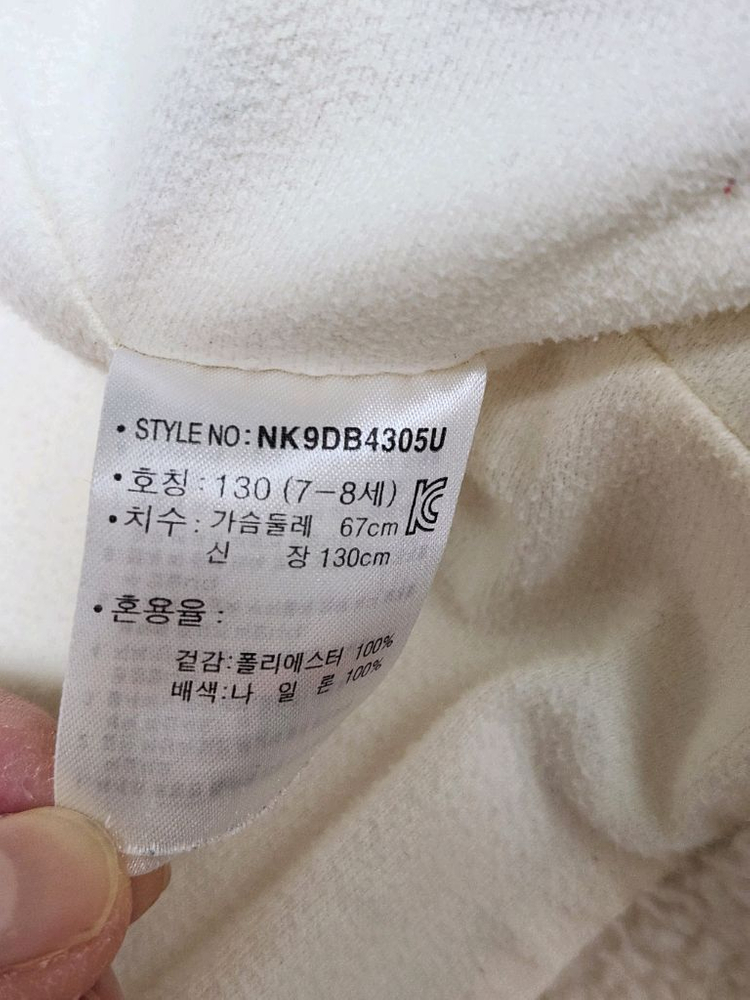 • STYLE NO: NK9DB4305U
• 호칭 : 130 (7-8세)
• 치수 : 가슴둘레 67cm
신 장 130cm
• 혼용율 :
겉감:폴리에스터 100%
배색:나 일 론 100%